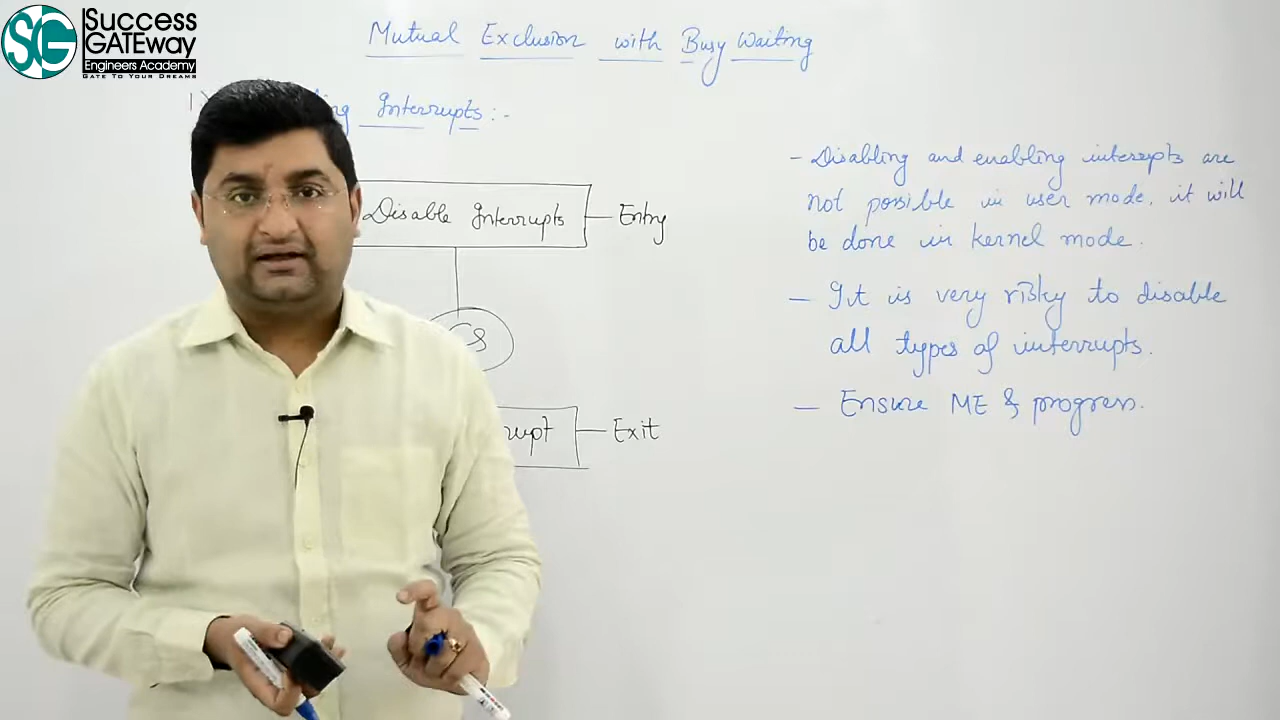 Success
GATEway
Engineers Academy
GATE TO YOUR DREAMS
Mutual Exclusion with Busy Waiting
Interrupts :-
Disable Interrupts — Entry
CS
Exit
- Disabling and enabling interrupts are
not possible in user mode, it will
be done in kernel mode.
- It is very risky to disable
all types of interrupts.
- Ensure ME & progress.